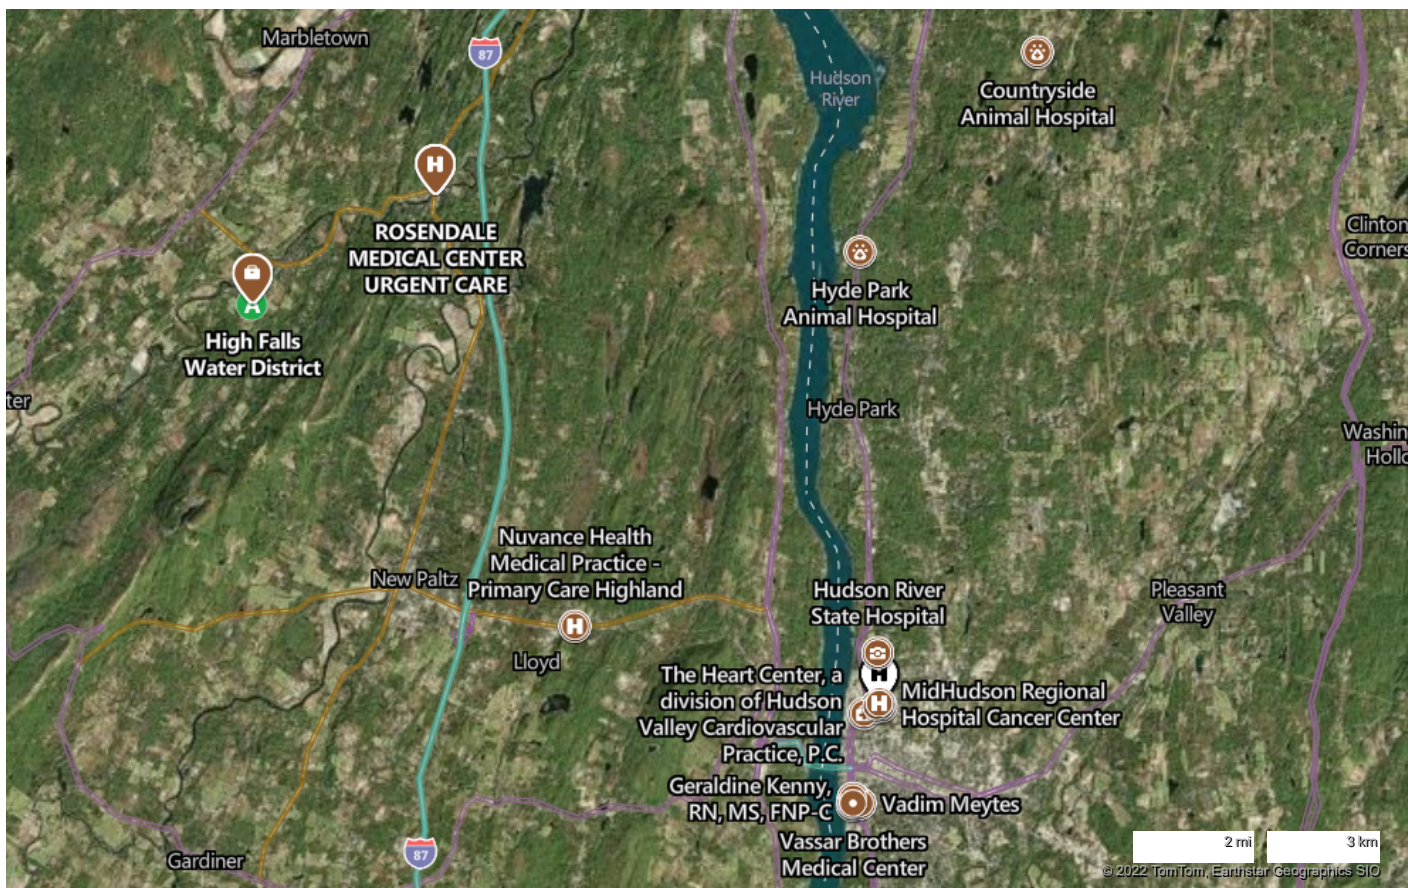 Marbletown
87
Hudson
River
Countryside
Animal Hospital
H
ROSENDALE
MEDICAL CENTER
URGENT CARE
Clinton
Corners
A
High Falls
Water District
Hyde Park
Animal Hospital
ter
Hyde Park
Washin
Hollo
Nuvance Health
Medical Practice -
Primary Care Highland
New Paltz
H
Lloyd
Hudson River
State Hospital
Pleasant
Valley
H
The Heart Center, a
division of Hudson
Valley Cardiovascular
Practice, P.C.
H
MidHudson Regional
Hospital Cancer Center
Geraldine Kenny,
RN, MS, FNP-C
Vadim Meytes
Vassar Brothers
Medical Center
Gardiner
87
2 mi
3 km
© 2022 TomTom, Earthstar Geographics SIO